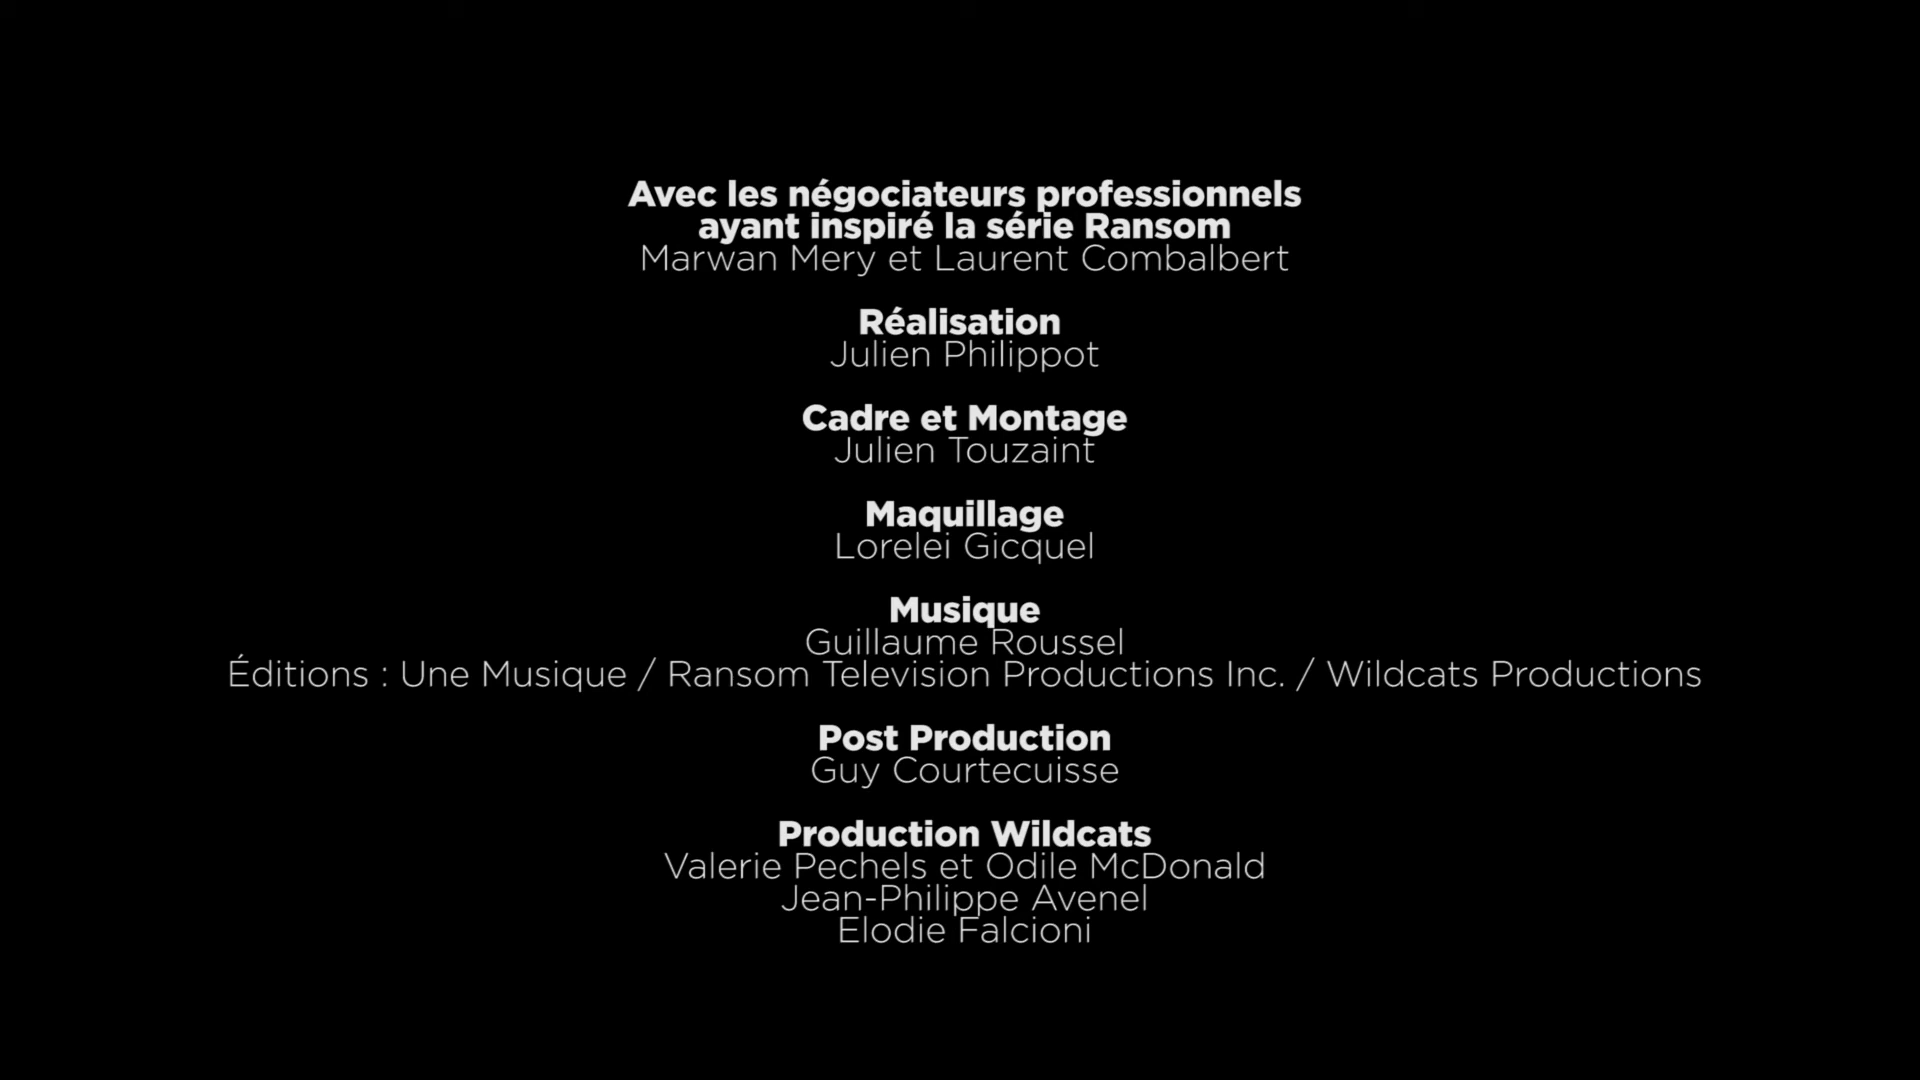 Avec les négociateurs professionnels
ayant inspiré la série Ransom
Marwan Mery et Laurent Combalbert
Réalisation
Julien Philippot
Cadre et Montage
Julien Touzaint
Maquillage
Lorelei Gicquel
Musique
Guillaume Roussel
Éditions : Une Musique / Ransom Television Productions Inc. / Wildcats Productions
Post Production
Guy Courtecuisse
Production Wildcats
Valerie Pechels et Odile McDonald
Jean-Philippe Avenel
Elodie Falcioni